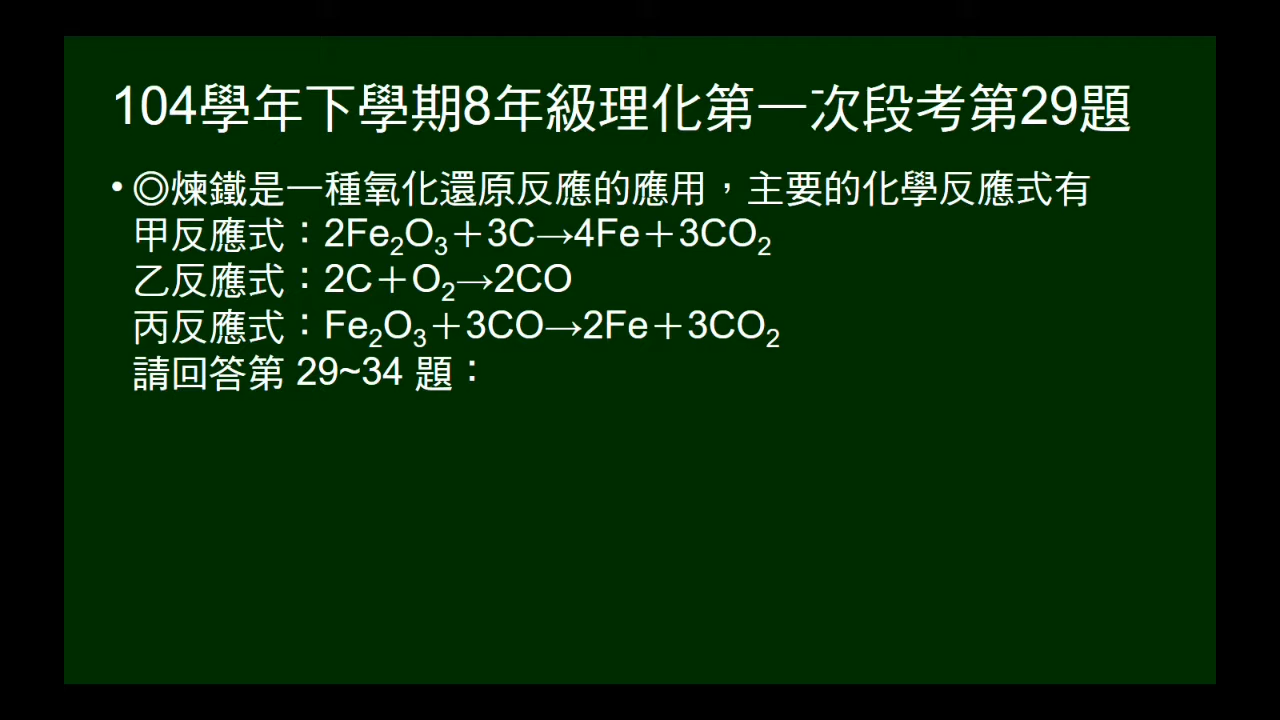 104學年下學期8年級理化第一次段考第29題
•◎煉鐵是一種氧化還原反應的應用，主要的化學反應式有
甲反應式：2Fe₂O₃＋3C→4Fe＋3CO₂
乙反應式：2C＋O₂→2CO
丙反應式：Fe₂O₃＋3CO→2Fe＋3CO₂
請回答第 29~34 題：